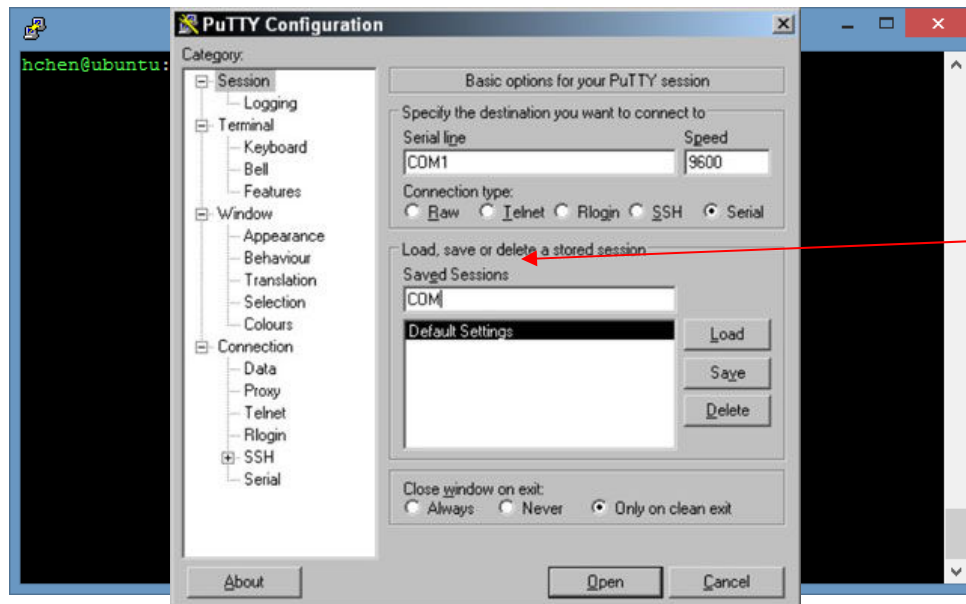 PuTTY Configuration
hchen@ubuntu:
Category:
Session
Logging
Terminal
Keyboard
Bell
Features
Window
Appearance
Behaviour
Translation
Selection
Colours
Connection
Data
Proxy
Telnet
Rlogin
SSH
Serial
Basic options for your PuTTY session
Specify the destination you want to connect to
Serial line Speed
COM1 9600
Connection type:
Raw Telnet Rlogin SSH Serial
Load, save or delete a stored session
Saved Sessions
COM
Default Settings
Load
Save
Delete
Close window on exit:
Always Never Only on clean exit
About Open Cancel